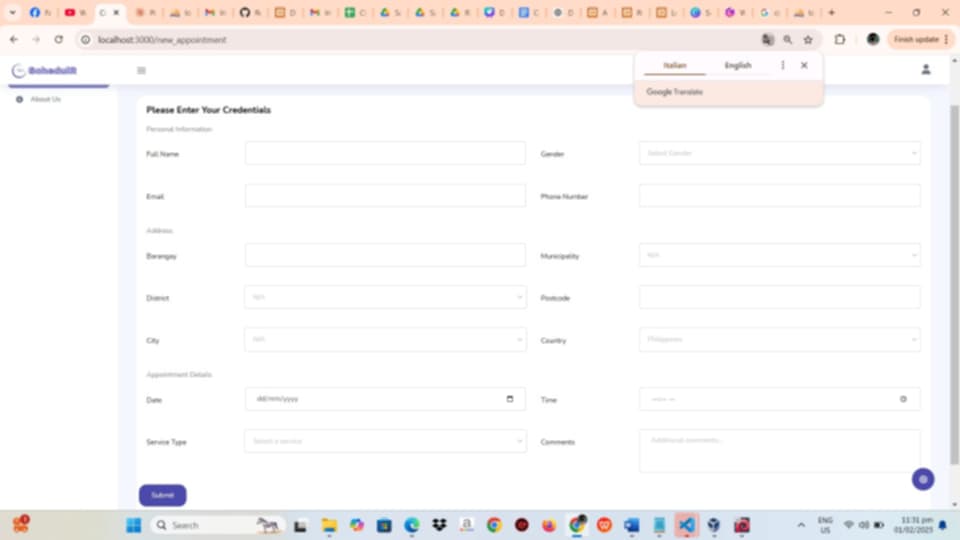 localhost:3000/new_appointment
Finish update
SchedulR
Italian English
Google Translate
About Us
Please Enter Your Credentials
Personal Information
Full Name
Gender Select Gender
Email
Phone Number
Address
Barangay
Municipality N/A
District N/A
Postcode
City N/A
Country Philippines
Appointment Details
Date dd/mm/yyyy
Time --:-- --
Service Type Select a service
Comments Additional comments...
Submit
Search
ENG
US
11:31 pm
01/02/2025